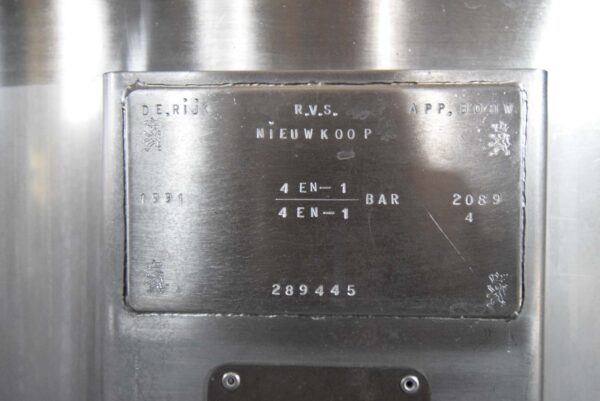 DE.RIJK R.V.S. APP.BOUW
NIEUWKOOP
1991 4 EN-1 BAR 2089
4 EN-1 4
289445